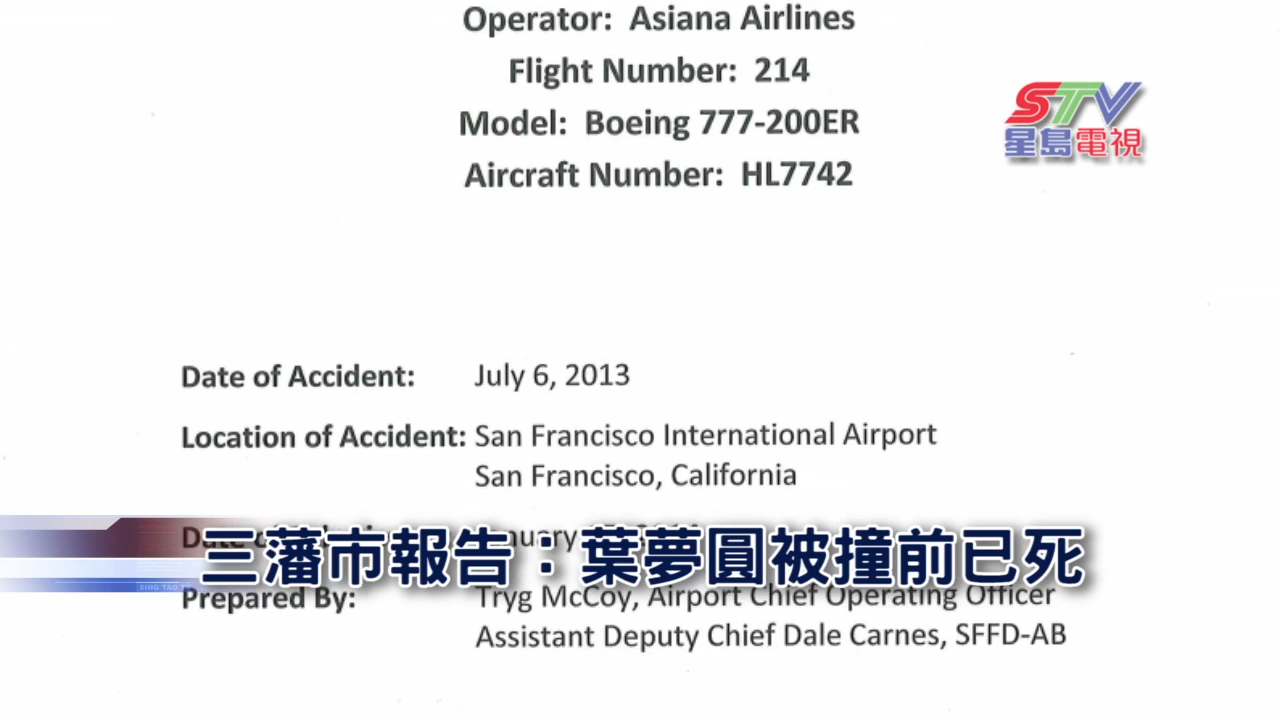 Operator: Asiana Airlines
Flight Number: 214
Model: Boeing 777-200ER
Aircraft Number: HL7742
STV
星島電視
Date of Accident: July 6, 2013
Location of Accident: San Francisco International Airport
San Francisco, California
三藩市報告：葉夢圓被撞前已死
SING TAO TV
Prepared By: Tryg McCoy, Airport Chief Operating Officer
Assistant Deputy Chief Dale Carnes, SFFD-AB